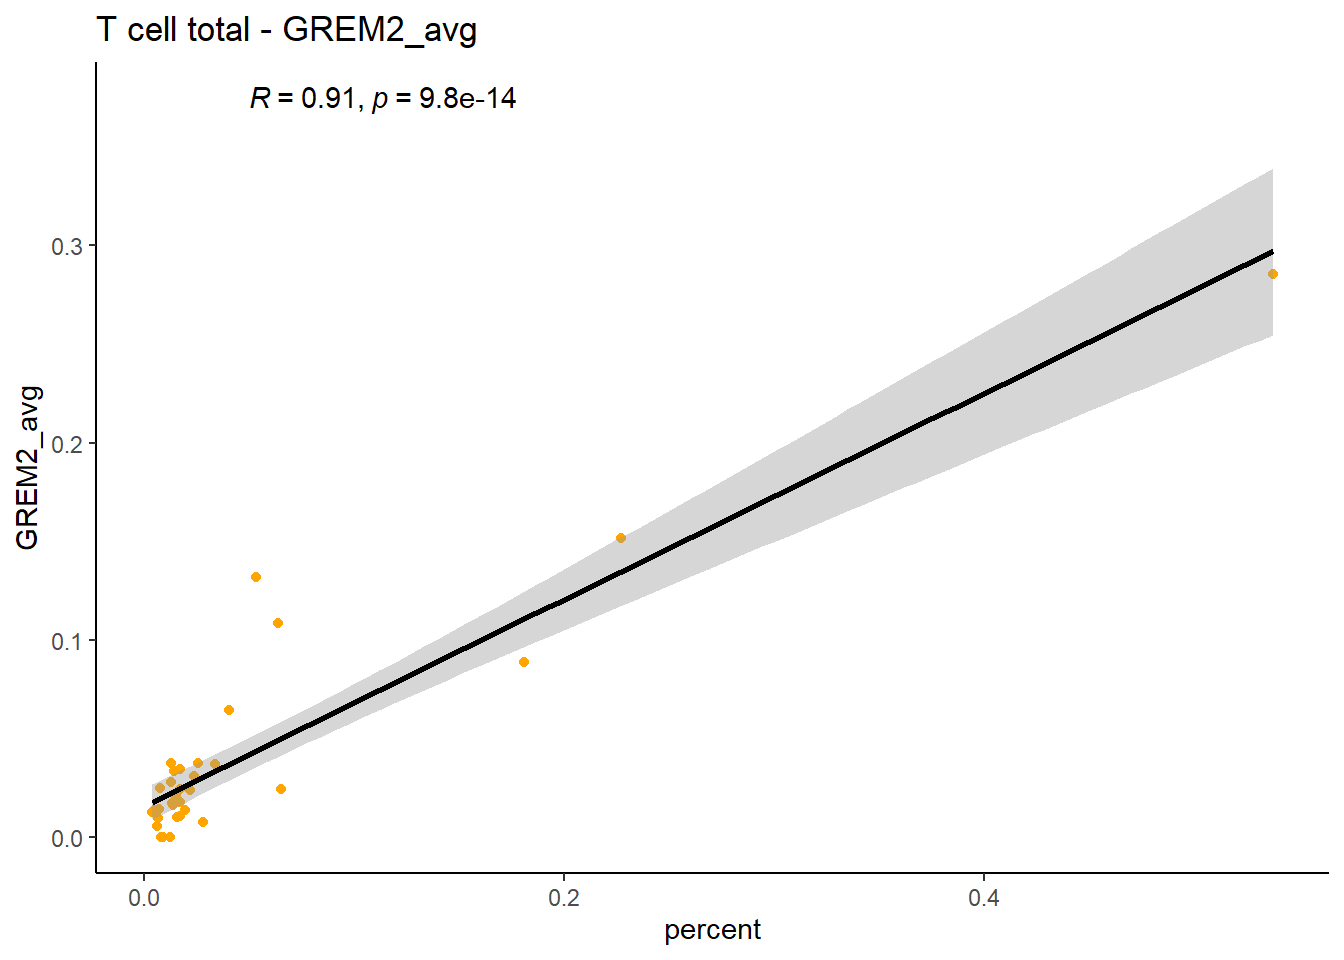 T cell total - GREM2_avg
R = 0.91, p = 9.8e-14
GREM2_avg
0.3
0.2
0.1
0.0
0.0 0.2 0.4
percent